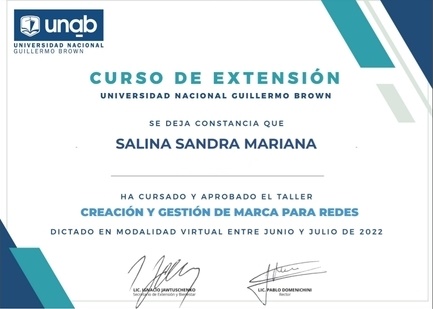 unab
UNIVERSIDAD NACIONAL
GUILLERMO BROWN
CURSO DE EXTENSIÓN
UNIVERSIDAD NACIONAL GUILLERMO BROWN
SE DEJA CONSTANCIA QUE
SALINA SANDRA MARIANA
HA CURSADO Y APROBADO EL TALLER
CREACIÓN Y GESTIÓN DE MARCA PARA REDES
DICTADO EN MODALIDAD VIRTUAL ENTRE JUNIO Y JULIO DE 2022
LIC. IGNACIO JAWTUSCHENKO
Secretario de Extensión y Bienestar
LIC. PABLO DOMENICHINI
Rector